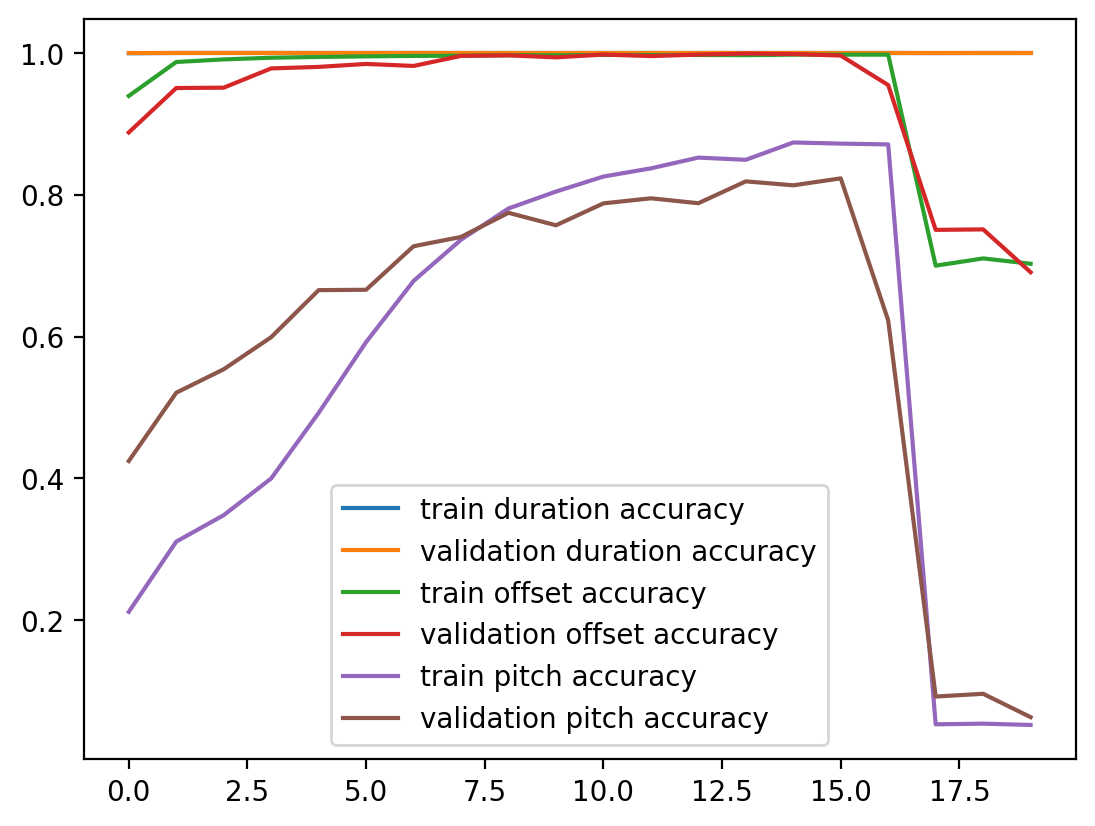 1.0
0.8
0.6
0.4
0.2
train duration accuracy
validation duration accuracy
train offset accuracy
validation offset accuracy
train pitch accuracy
validation pitch accuracy
0.0 2.5 5.0 7.5 10.0 12.5 15.0 17.5